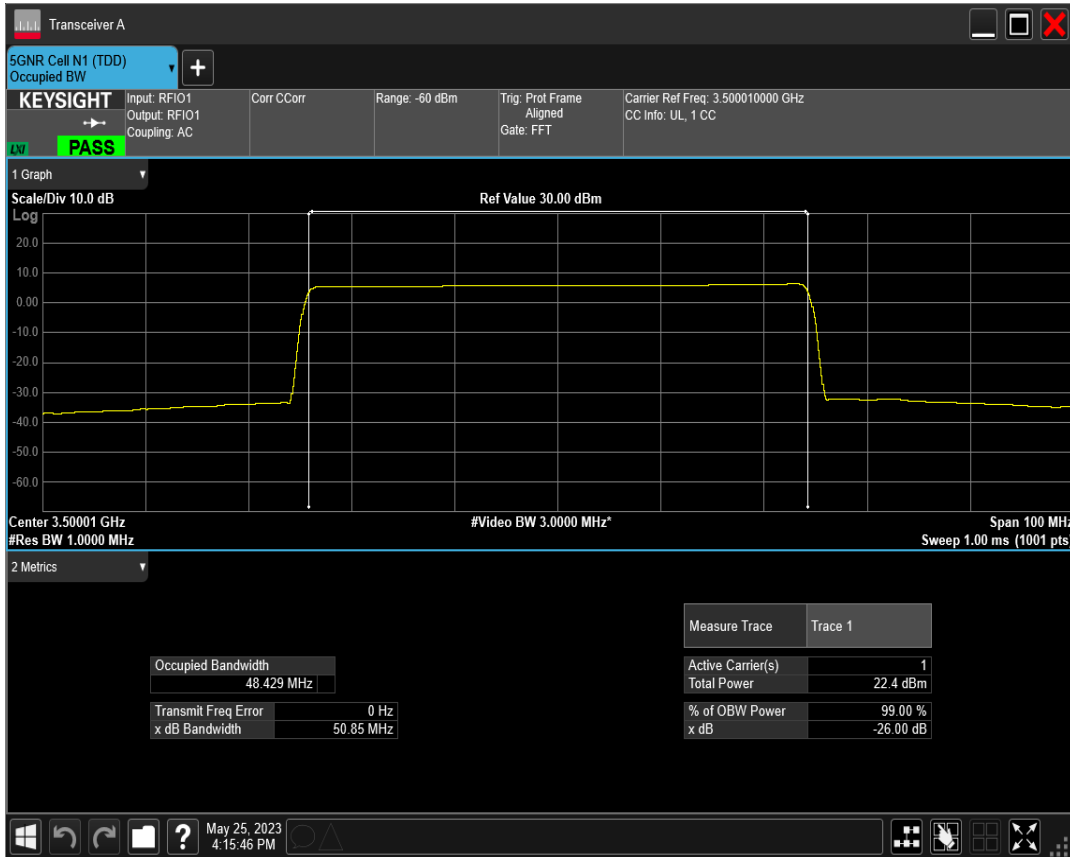 Transceiver A
5GNR Cell N1 (TDD)
Occupied BW
KEYSIGHT
LXI
PASS
Input: RFIO1
Output: RFIO1
Coupling: AC
Corr CCorr
Range: -60 dBm
Trig: Prot Frame
Aligned
Gate: FFT
Carrier Ref Freq: 3.500010000 GHz
CC Info: UL, 1 CC
1 Graph
Scale/Div 10.0 dB
Ref Value 30.00 dBm
Log
20.0
10.0
0.00
-10.0
-20.0
-30.0
-40.0
-50.0
-60.0
Center 3.50001 GHz
#Video BW 3.0000 MHz*
Span 100 MHz
#Res BW 1.0000 MHz
Sweep 1.00 ms (1001 pts)
2 Metrics
Measure Trace Trace 1
Occupied Bandwidth
48.429 MHz
Active Carrier(s) 1
Total Power 22.4 dBm
Transmit Freq Error 0 Hz
x dB Bandwidth 50.85 MHz
% of OBW Power 99.00 %
x dB -26.00 dB
?
May 25, 2023
4:15:46 PM